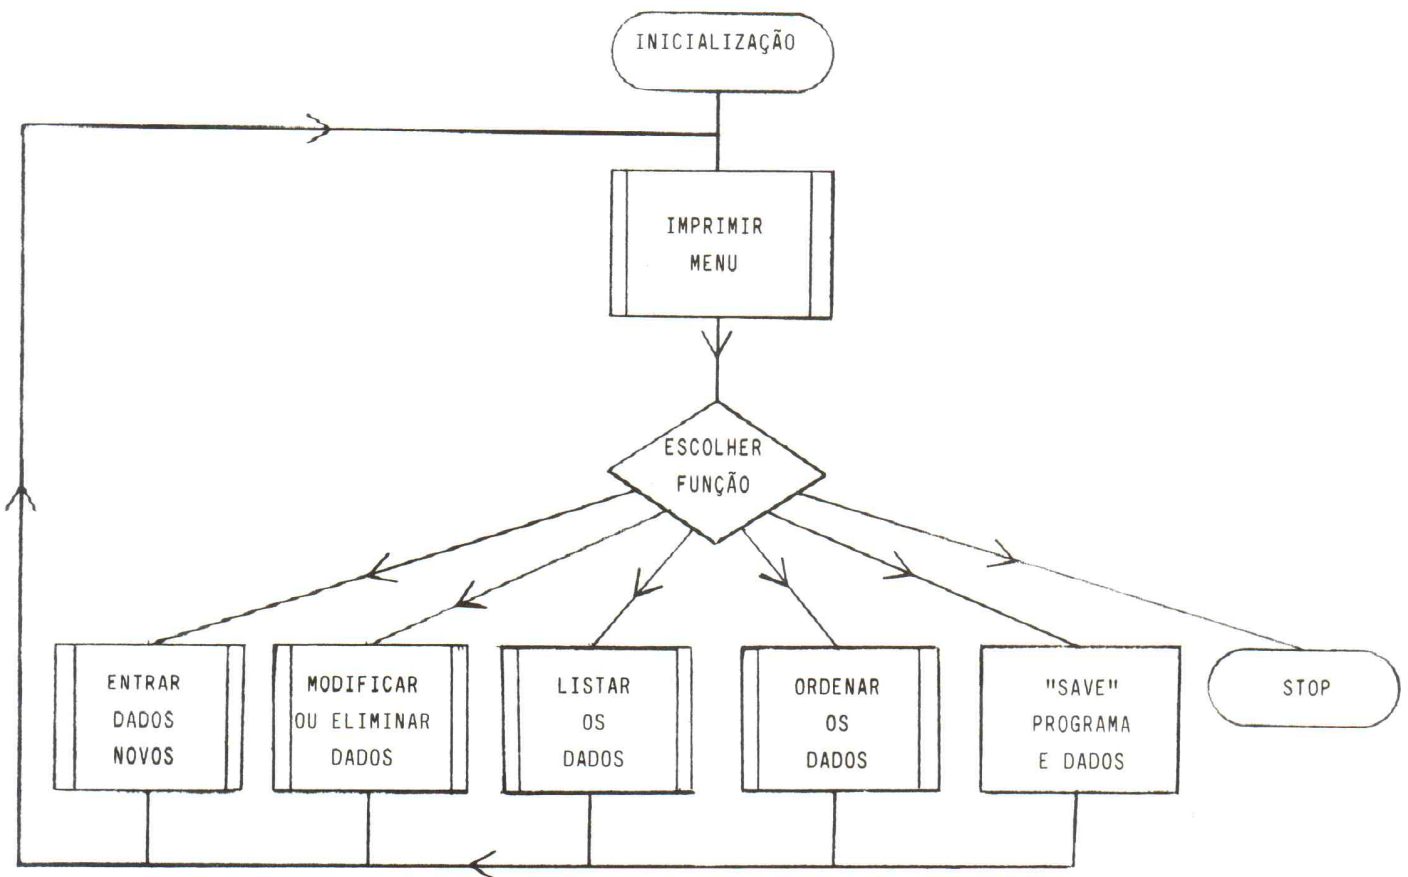 INICIALIZAÇÃO
IMPRIMIR
MENU
ESCOLHER
FUNÇÃO
ENTRAR
DADOS
NOVOS
MODIFICAR
OU ELIMINAR
DADOS
LISTAR
OS
DADOS
ORDENAR
OS
DADOS
"SAVE"
PROGRAMA
E DADOS
STOP